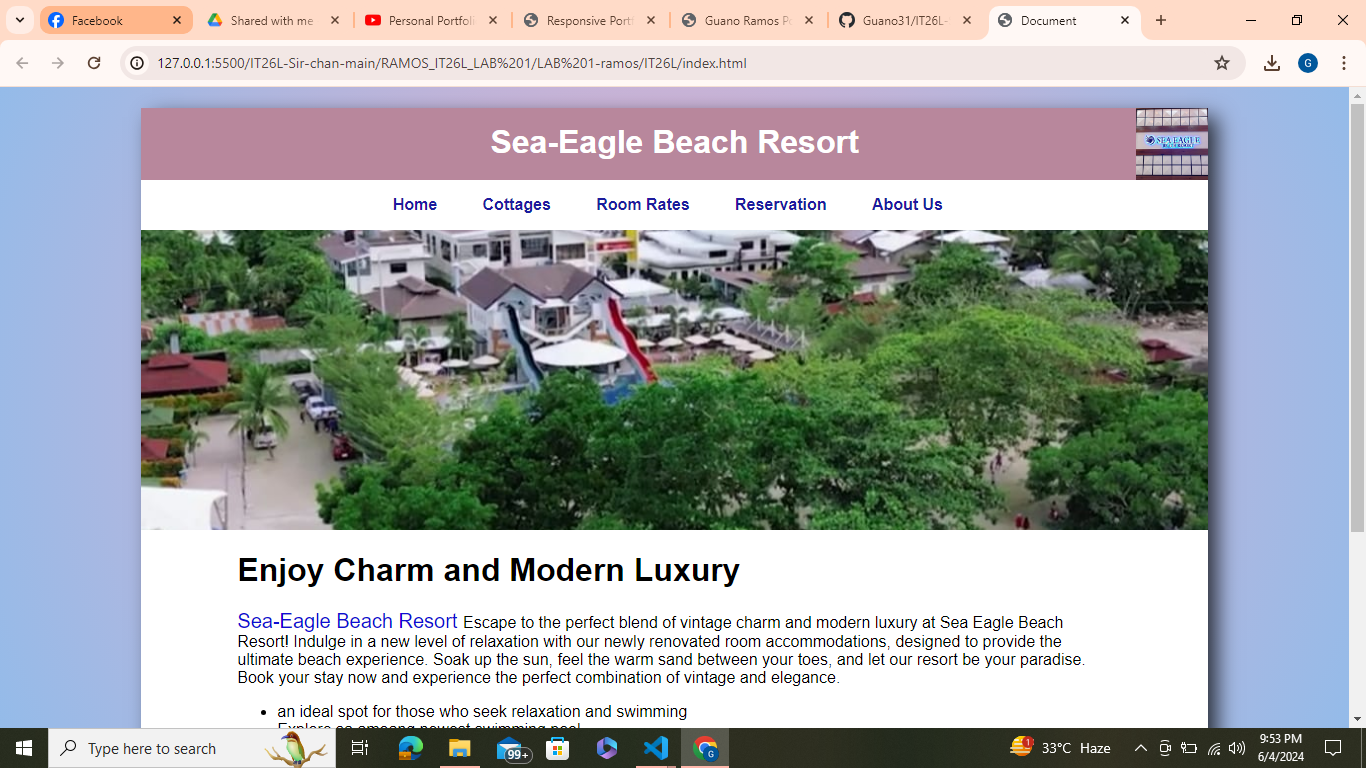 Facebook
Shared with me
Personal Portfoli
Responsive Port
Guano Ramos P
Guano31/IT26L-
Document
127.0.0.1:5500/IT26L-Sir-chan-main/RAMOS_IT26L_LAB%201/LAB%201-ramos/IT26L/index.html
G
Sea-Eagle Beach Resort
SEA EAGLE
Home
Cottages
Room Rates
Reservation
About Us
Enjoy Charm and Modern Luxury
Sea-Eagle Beach Resort Escape to the perfect blend of vintage charm and modern luxury at Sea Eagle Beach
Resort! Indulge in a new level of relaxation with our newly renovated room accommodations, designed to provide the
ultimate beach experience. Soak up the sun, feel the warm sand between your toes, and let our resort be your paradise.
Book your stay now and experience the perfect combination of vintage and elegance.
• an ideal spot for those who seek relaxation and swimming
Type here to search
99+
G
1
33°C Haze
9:53 PM
6/4/2024